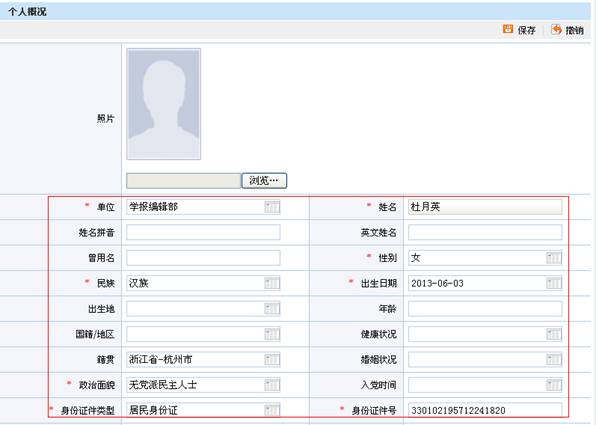 个人概况
保存 撤销
照片
浏览…
* 单位 学报编辑部 * 姓名 杜月英
姓名拼音 英文姓名
曾用名 * 性别 女
* 民族 汉族 * 出生日期 2013-06-03
出生地 年龄
国籍/地区 健康状况
籍贯 浙江省-杭州市 婚姻状况
* 政治面貌 无党派民主人士 入党时间
* 身份证件类型 居民身份证 * 身份证件号 330102195712241820